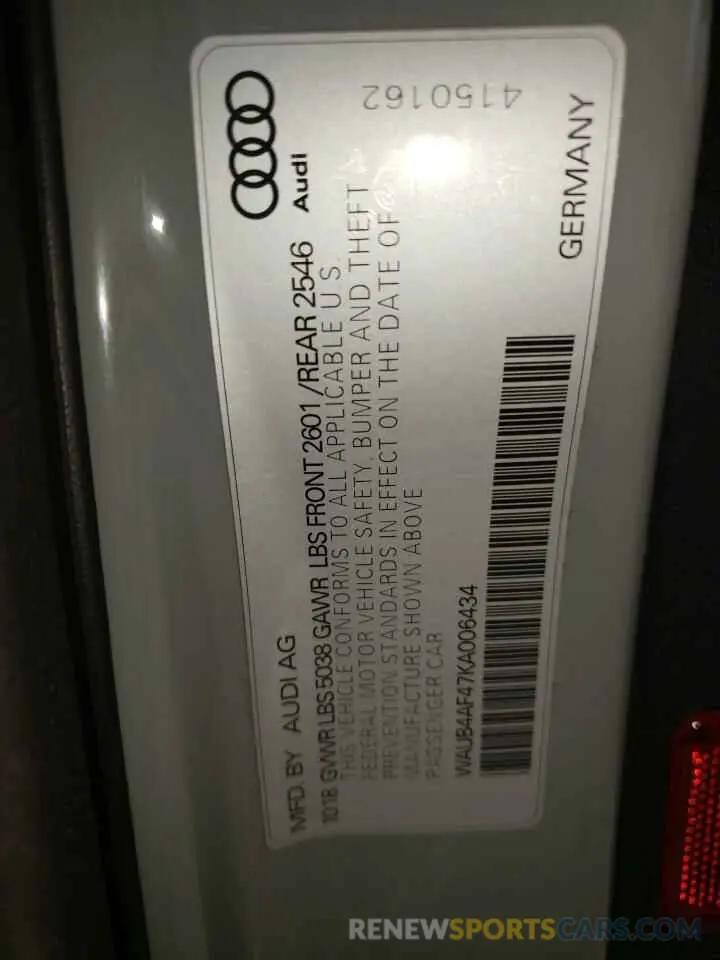 MFD. BY AUDI AG
10.18 GVWR LBS 5038 GAWR LBS FRONT 2601 /REAR 2546
THIS VEHICLE CONFORMS TO ALL APPLICABLE U S.
FEDERAL MOTOR VEHICLE SAFETY, BUMPER AND THEFT
PREVENTION STANDARDS IN EFFECT ON THE DATE OF
MANUFACTURE SHOWN ABOVE
PASSENGER CAR
WAUB4AF47KA006434
Audi
4150162
GERMANY
RENEWSPORTSCARS.COM